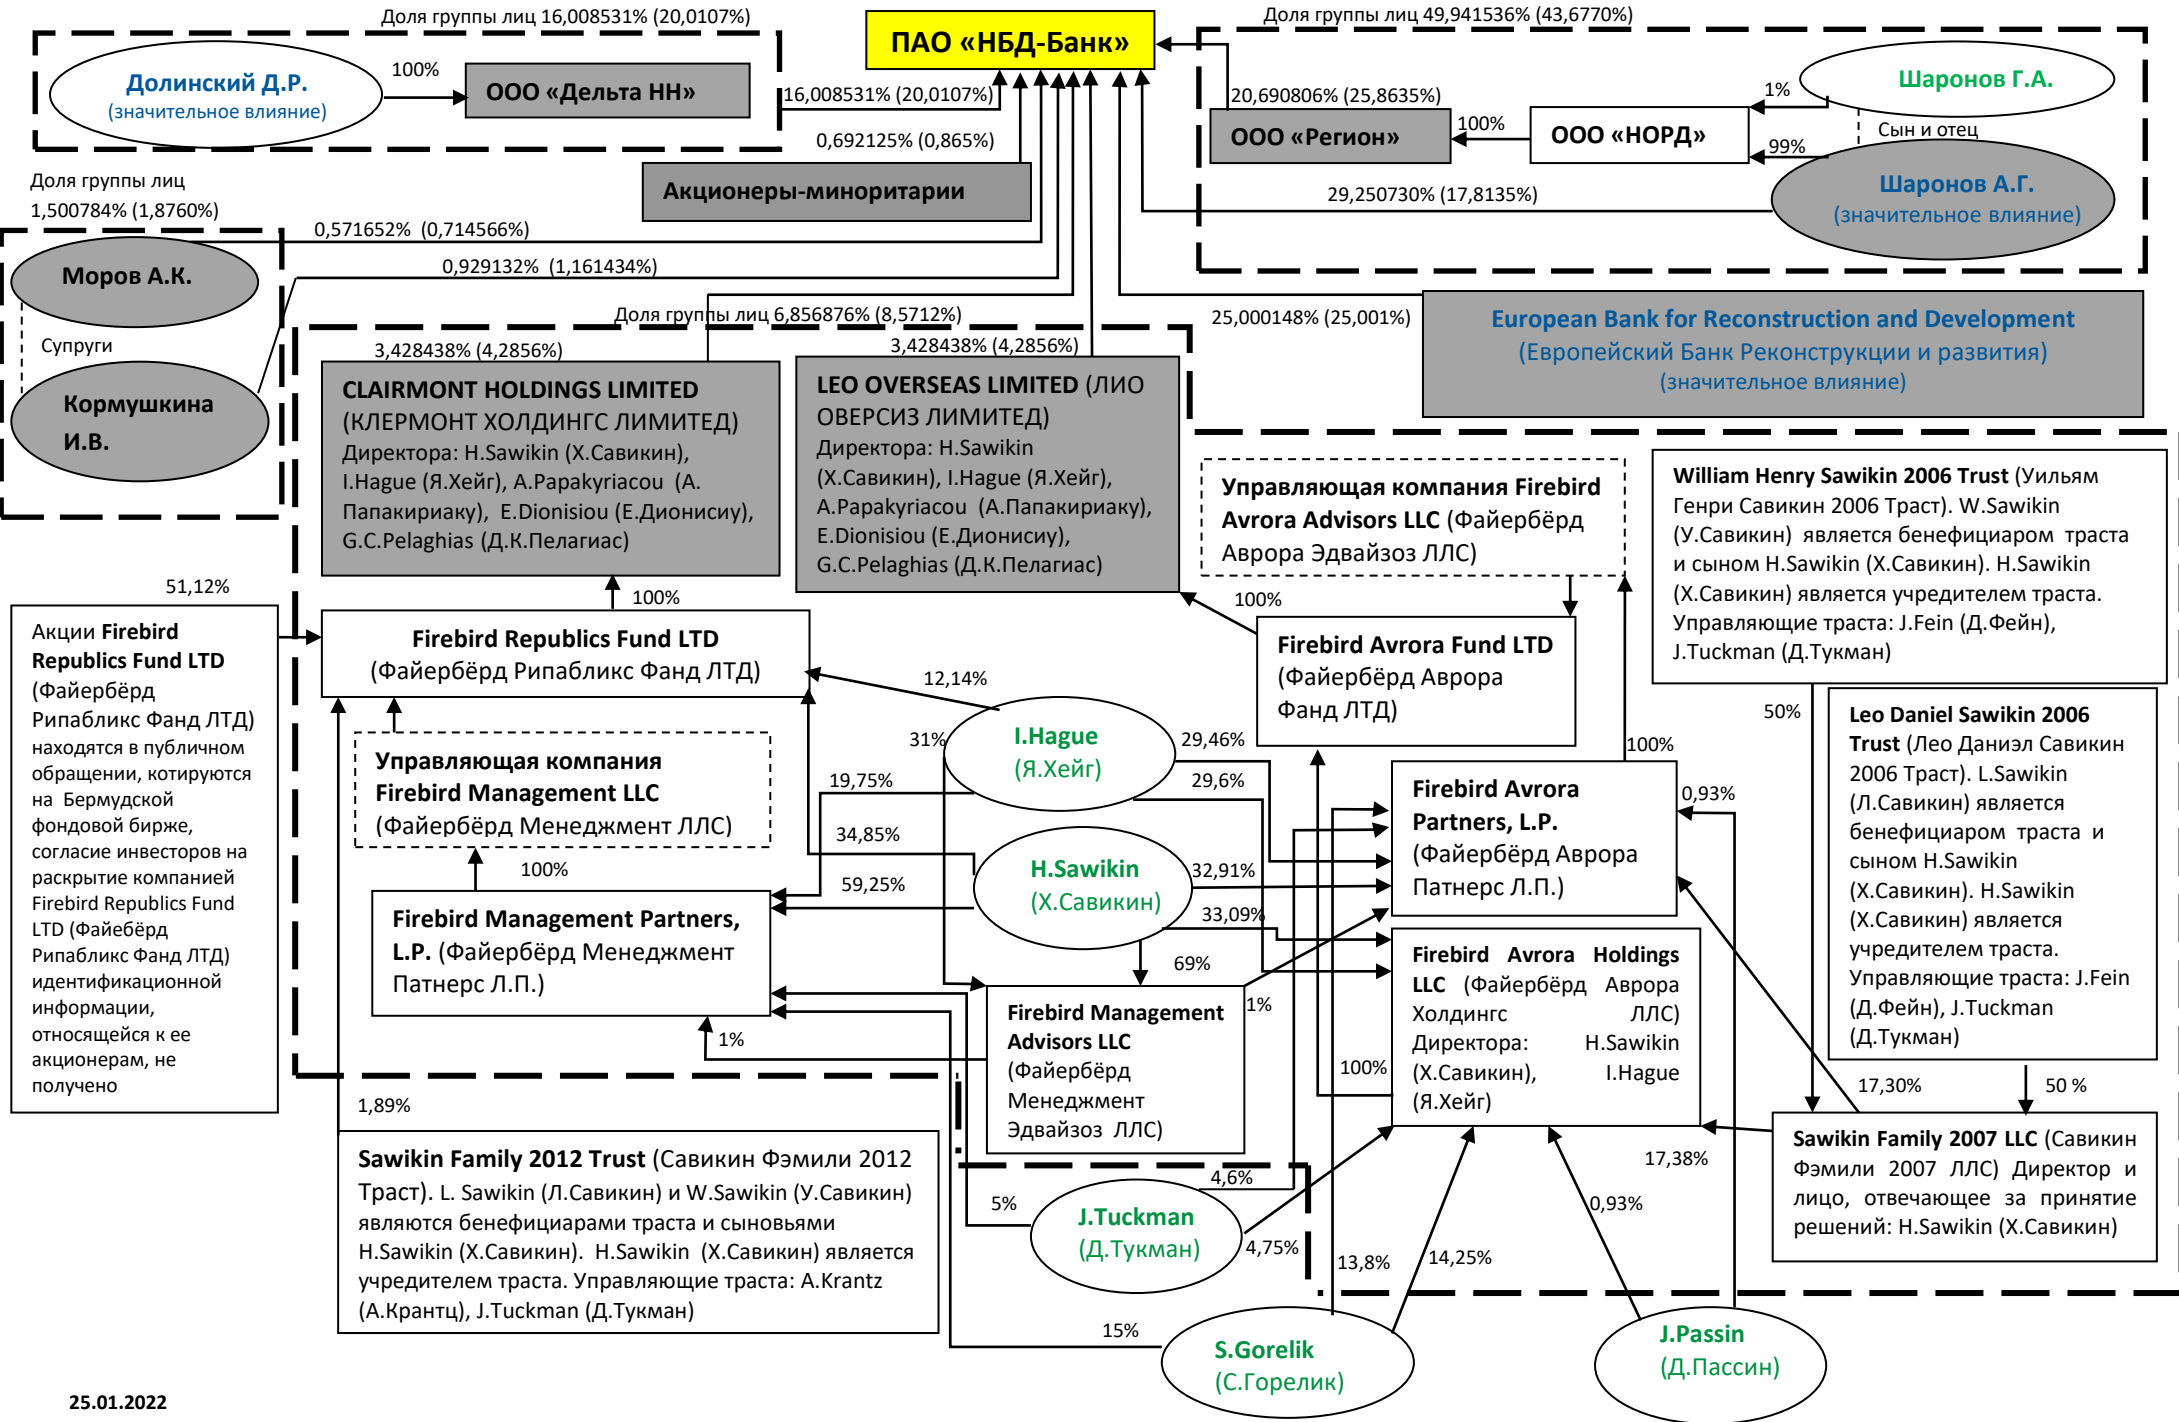 Доля группы лиц 16,008531% (20,0107%)
Долинский Д.Р.
(значительное влияние)
100%
ООО «Дельта НН»
16,008531% (20,0107%)
ПАО «НБД-Банк»
Доля группы лиц 49,941536% (43,6770%)
20,690806% (25,8635%)
ООО «Регион»
100%
ООО «НОРД»
1%
Шаронов Г.А.
Сын и отец
99%
Шаронов А.Г.
(значительное влияние)
29,250730% (17,8135%)
0,692125% (0,865%)
Акционеры-миноритарии
Доля группы лиц
1,500784% (1,8760%)
0,571652% (0,714566%)
Моров А.К.
0,929132% (1,161434%)
Супруги
Кормушкина
И.В.
Доля группы лиц 6,856876% (8,5712%)
25,000148% (25,001%)
European Bank for Reconstruction and Development
(Европейский Банк Реконструкции и развития)
(значительное влияние)
3,428438% (4,2856%)
CLAIRMONT HOLDINGS LIMITED
(КЛЕРМОНТ ХОЛДИНГС ЛИМИТЕД)
Директора: H.Sawikin (Х.Савикин),
I.Hague (Я.Хейг), A.Papakyriacou (А.
Папакириаку), E.Dionisiou (Е.Дионисиу),
G.C.Pelaghias (Д.К.Пелагиас)
3,428438% (4,2856%)
LEO OVERSEAS LIMITED (ЛИО
ОВЕРСИЗ ЛИМИТЕД)
Директора: H.Sawikin
(Х.Савикин), I.Hague (Я.Хейг),
A.Papakyriacou (А.Папакириаку),
E.Dionisiou (Е.Дионисиу),
G.C.Pelaghias (Д.К.Пелагиас)
Управляющая компания Firebird
Avrora Advisors LLC (Файербёрд
Аврора Эдвайзоз ЛЛС)
William Henry Sawikin 2006 Trust (Уильям
Генри Савикин 2006 Траст). W.Sawikin
(У.Савикин) является бенефициаром траста
и сыном H.Sawikin (Х.Савикин). H.Sawikin
(Х.Савикин) является учредителем траста.
Управляющие траста: J.Fein (Д.Фейн),
J.Tuckman (Д.Тукман)
51,12%
Акции Firebird
Republics Fund LTD
(Файербёрд
Рипабликс Фанд ЛТД)
находятся в публичном
обращении, котируются
на Бермудской
фондовой бирже,
согласие инвесторов на
раскрытие компанией
Firebird Republics Fund
LTD (Файебёрд
Рипабликс Фанд ЛТД)
идентификационной
информации,
относящейся к ее
акционерам, не
получено
100%
Firebird Republics Fund LTD
(Файербёрд Рипабликс Фанд ЛТД)
100%
Firebird Avrora Fund LTD
(Файербёрд Аврора
Фанд ЛТД)
12,14%
I.Hague
(Я.Хейг)
31%
29,46%
29,6%
19,75%
Управляющая компания
Firebird Management LLC
(Файербёрд Менеджмент ЛЛС)
100%
34,85%
59,25%
H.Sawikin
(Х.Савикин)
32,91%
33,09%
69%
100%
Firebird Avrora
Partners, L.P.
(Файербёрд Аврора
Патнерс Л.П.)
0,93%
50%
Leo Daniel Sawikin 2006
Trust (Лео Даниэл Савикин
2006 Траст). L.Sawikin
(Л.Савикин) является
бенефициаром траста и
сыном H.Sawikin
(Х.Савикин). H.Sawikin
(Х.Савикин) является
учредителем траста.
Управляющие траста: J.Fein
(Д.Фейн), J.Tuckman
(Д.Тукман)
Firebird Management Partners,
L.P. (Файербёрд Менеджмент
Патнерс Л.П.)
1%
Firebird Management
Advisors LLC
(Файербёрд
Менеджмент
Эдвайзоз ЛЛС)
1%
Firebird Avrora Holdings
LLC (Файербёрд Аврора
Холдингс ЛЛС)
Директора: H.Sawikin
(Х.Савикин), I.Hague
(Я.Хейг)
100%
17,30%
50 %
17,38%
Sawikin Family 2007 LLC (Савикин
Фэмили 2007 ЛЛС) Директор и
лицо, отвечающее за принятие
решений: H.Sawikin (Х.Савикин)
1,89%
Sawikin Family 2012 Trust (Савикин Фэмили 2012
Траст). L. Sawikin (Л.Савикин) и W.Sawikin (У.Савикин)
являются бенефициарами траста и сыновьями
H.Sawikin (Х.Савикин). H.Sawikin (Х.Савикин) является
учредителем траста. Управляющие траста: A.Krantz
(А.Крантц), J.Tuckman (Д.Тукман)
5%
4,6%
J.Tuckman
(Д.Тукман)
4,75%
13,8%
14,25%
0,93%
15%
S.Gorelik
(С.Горелик)
J.Passin
(Д.Пассин)
25.01.2022